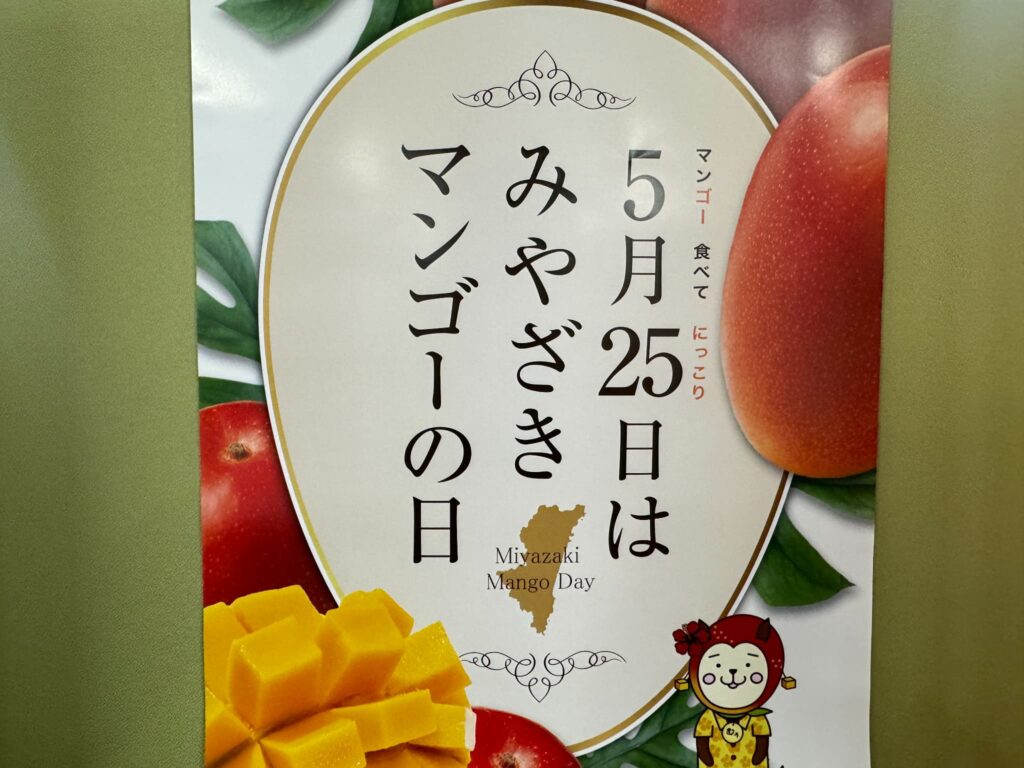 マンゴー 食べて にっこり
5月25日は
みやざき
マンゴーの日
Miyazaki
Mango Day